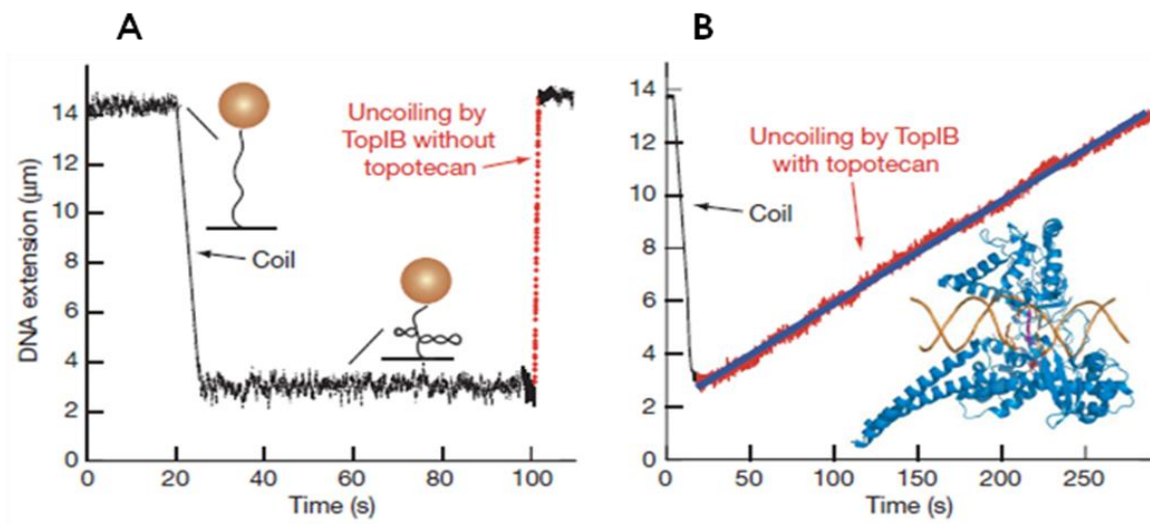 A
B
DNA extension (μm)
14
12
10
8
6
4
2
0
0
20
40
60
80
100
Time (s)
Coil
Uncoiling by
TopIB without
topotecan
14
12
10
8
6
4
2
0
0
50
100
150
200
250
Time (s)
Coil
Uncoiling by TopIB
with topotecan